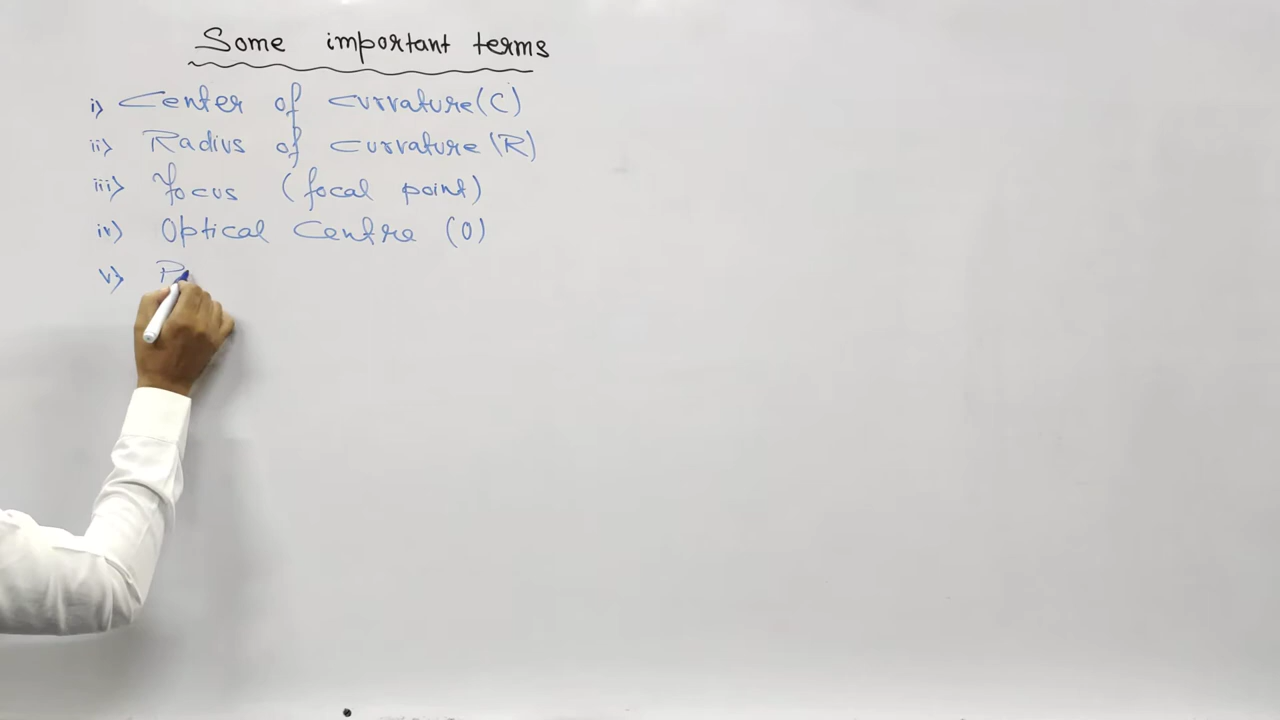 Some important terms
i) Center of curvature (C)
ii) Radius of curvature (R)
iii) focus (focal point)
iv) Optical Centre (O)
v) P